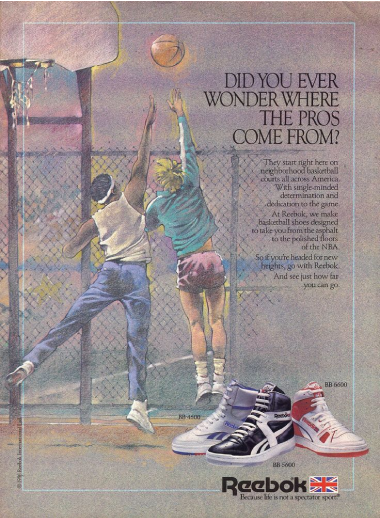 DID YOU EVER
WONDER WHERE
THE PROS
COME FROM?
They start right here on
neighborhood basketball
courts all across America.
With single-minded
determination and
dedication to the game.
At Reebok, we make
basketball shoes designed
to take you from the asphalt
to the polished floors
of the NBA.
So if you're headed for new
heights, go with Reebok.
And see just how far
you can go.
BB 4600
BB 5600
BB 6600
Reebok
Because life is not a spectator sport.®